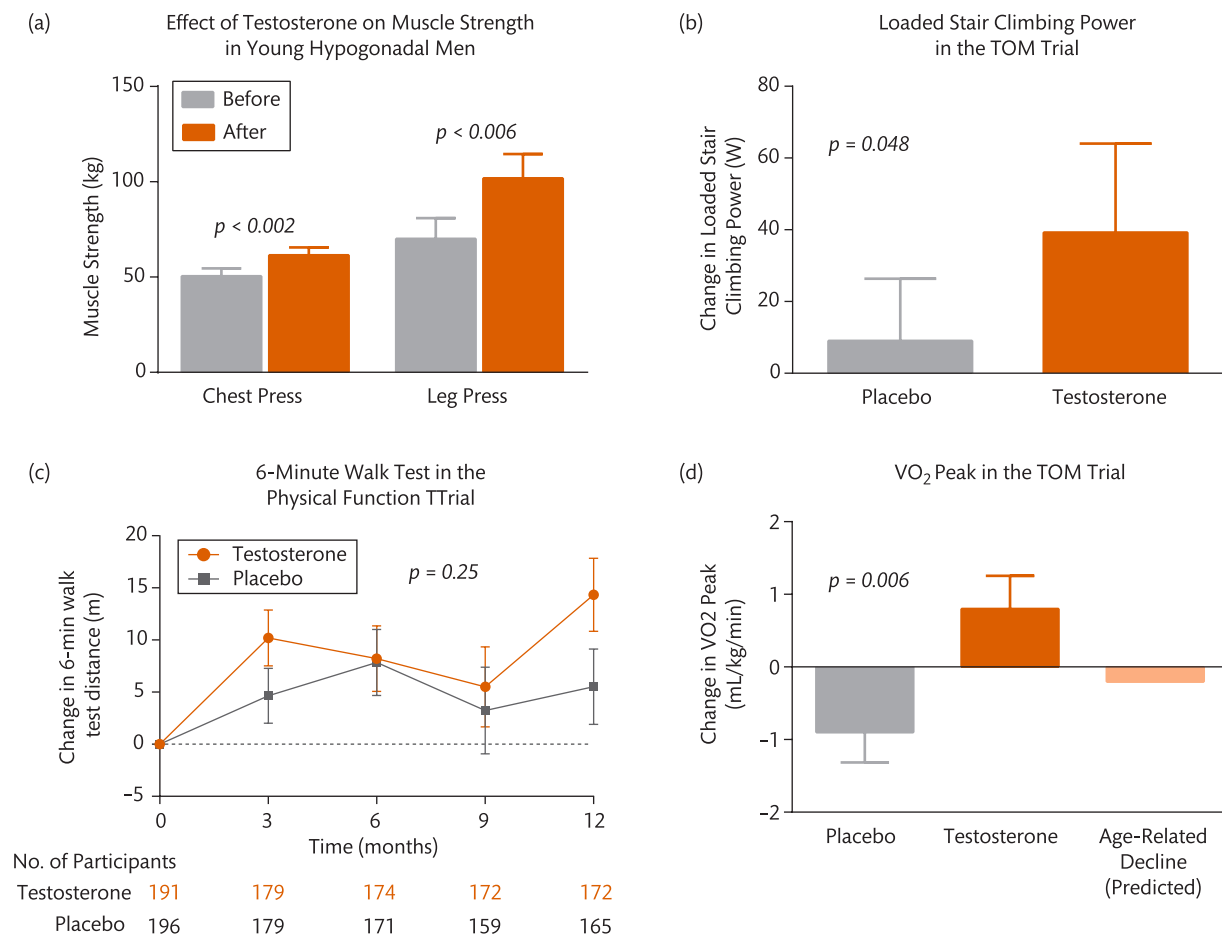 (a)
Effect of Testosterone on Muscle Strength
in Young Hypogonadal Men
150
100
50
0
Muscle Strength (kg)
Before
After
p < 0.002
p < 0.006
Chest Press
Leg Press
(b)
Loaded Stair Climbing Power
in the TOM Trial
80
60
40
20
0
Change in Loaded Stair
Climbing Power (W)
p = 0.048
Placebo
Testosterone
(c)
6-Minute Walk Test in the
Physical Function TTrial
20
15
10
5
0
–5
Change in 6-min walk
test distance (m)
Testosterone
Placebo
p = 0.25
0 3 6 9 12
Time (months)
No. of Participants
Testosterone 191 179 174 172 172
Placebo 196 179 171 159 165
(d)
VO2 Peak in the TOM Trial
2
1
0
–1
–2
Change in VO2 Peak
(mL/kg/min)
p = 0.006
Placebo
Testosterone
Age-Related
Decline
(Predicted)